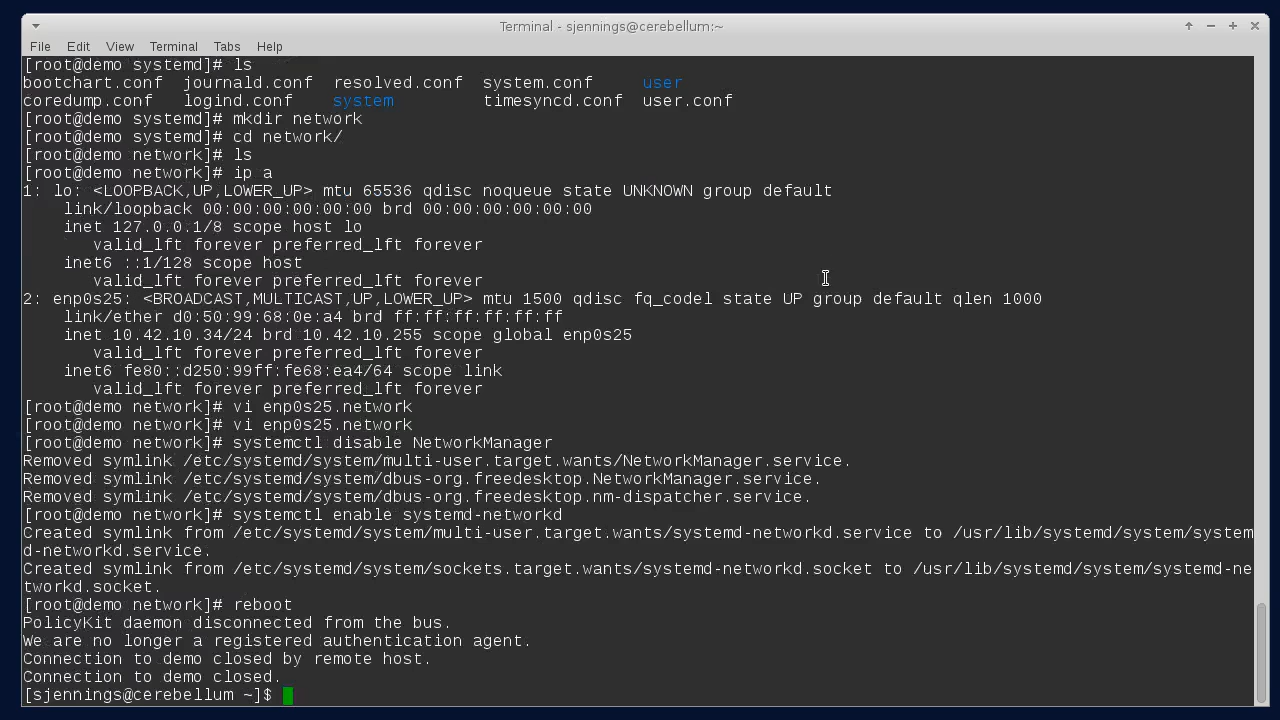 Terminal - sjennings@cerebellum:~
File Edit View Terminal Tabs Help
[root@demo systemd]# ls
bootchart.conf journald.conf resolved.conf system.conf user
coredump.conf logind.conf system timesyncd.conf user.conf
[root@demo systemd]# mkdir network
[root@demo systemd]# cd network/
[root@demo network]# ls
[root@demo network]# ip a
1: lo: <LOOPBACK,UP,LOWER_UP> mtu 65536 qdisc noqueue state UNKNOWN group default
link/loopback 00:00:00:00:00:00 brd 00:00:00:00:00:00
inet 127.0.0.1/8 scope host lo
valid_lft forever preferred_lft forever
inet6 ::1/128 scope host
valid_lft forever preferred_lft forever
2: enp0s25: <BROADCAST,MULTICAST,UP,LOWER_UP> mtu 1500 qdisc fq_codel state UP group default qlen 1000
link/ether d0:50:99:68:0e:a4 brd ff:ff:ff:ff:ff:ff
inet 10.42.10.34/24 brd 10.42.10.255 scope global enp0s25
valid_lft forever preferred_lft forever
inet6 fe80::d250:99ff:fe68:ea4/64 scope link
valid_lft forever preferred_lft forever
[root@demo network]# vi enp0s25.network
[root@demo network]# vi enp0s25.network
[root@demo network]# systemctl disable NetworkManager
Removed symlink /etc/systemd/system/multi-user.target.wants/NetworkManager.service.
Removed symlink /etc/systemd/system/dbus-org.freedesktop.NetworkManager.service.
Removed symlink /etc/systemd/system/dbus-org.freedesktop.nm-dispatcher.service.
[root@demo network]# systemctl enable systemd-networkd
Created symlink from /etc/systemd/system/multi-user.target.wants/systemd-networkd.service to /usr/lib/systemd/system/system
d-networkd.service.
Created symlink from /etc/systemd/system/sockets.target.wants/systemd-networkd.socket to /usr/lib/systemd/system/systemd-ne
tworkd.socket.
[root@demo network]# reboot
PolicyKit daemon disconnected from the bus.
We are no longer a registered authentication agent.
Connection to demo closed by remote host.
Connection to demo closed.
[sjennings@cerebellum ~]$